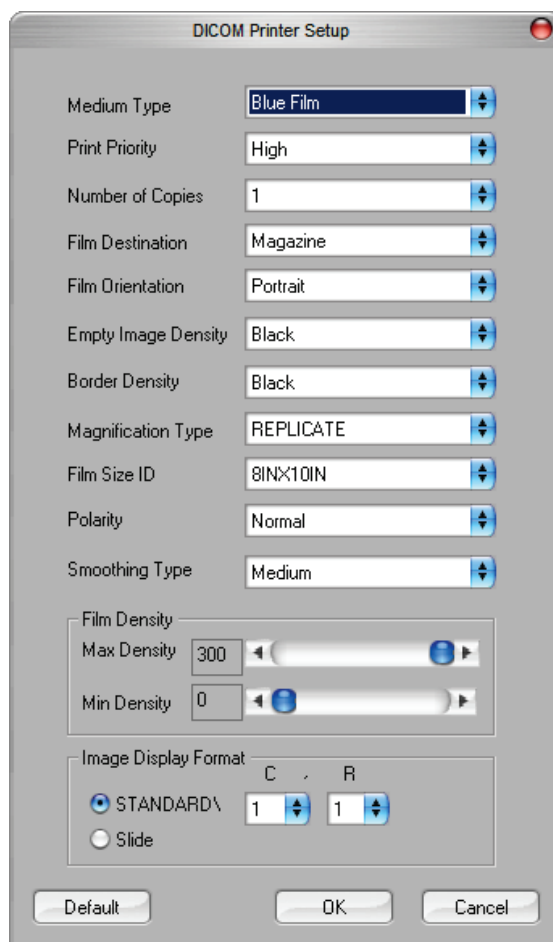 DICOM Printer Setup
Medium Type Blue Film
Print Priority High
Number of Copies 1
Film Destination Magazine
Film Orientation Portrait
Empty Image Density Black
Border Density Black
Magnification Type REPLICATE
Film Size ID 8INX10IN
Polarity Normal
Smoothing Type Medium
Film Density
Max Density 300
Min Density 0
Image Display Format
C , R
STANDARD\ 1 1
Slide
Default OK Cancel